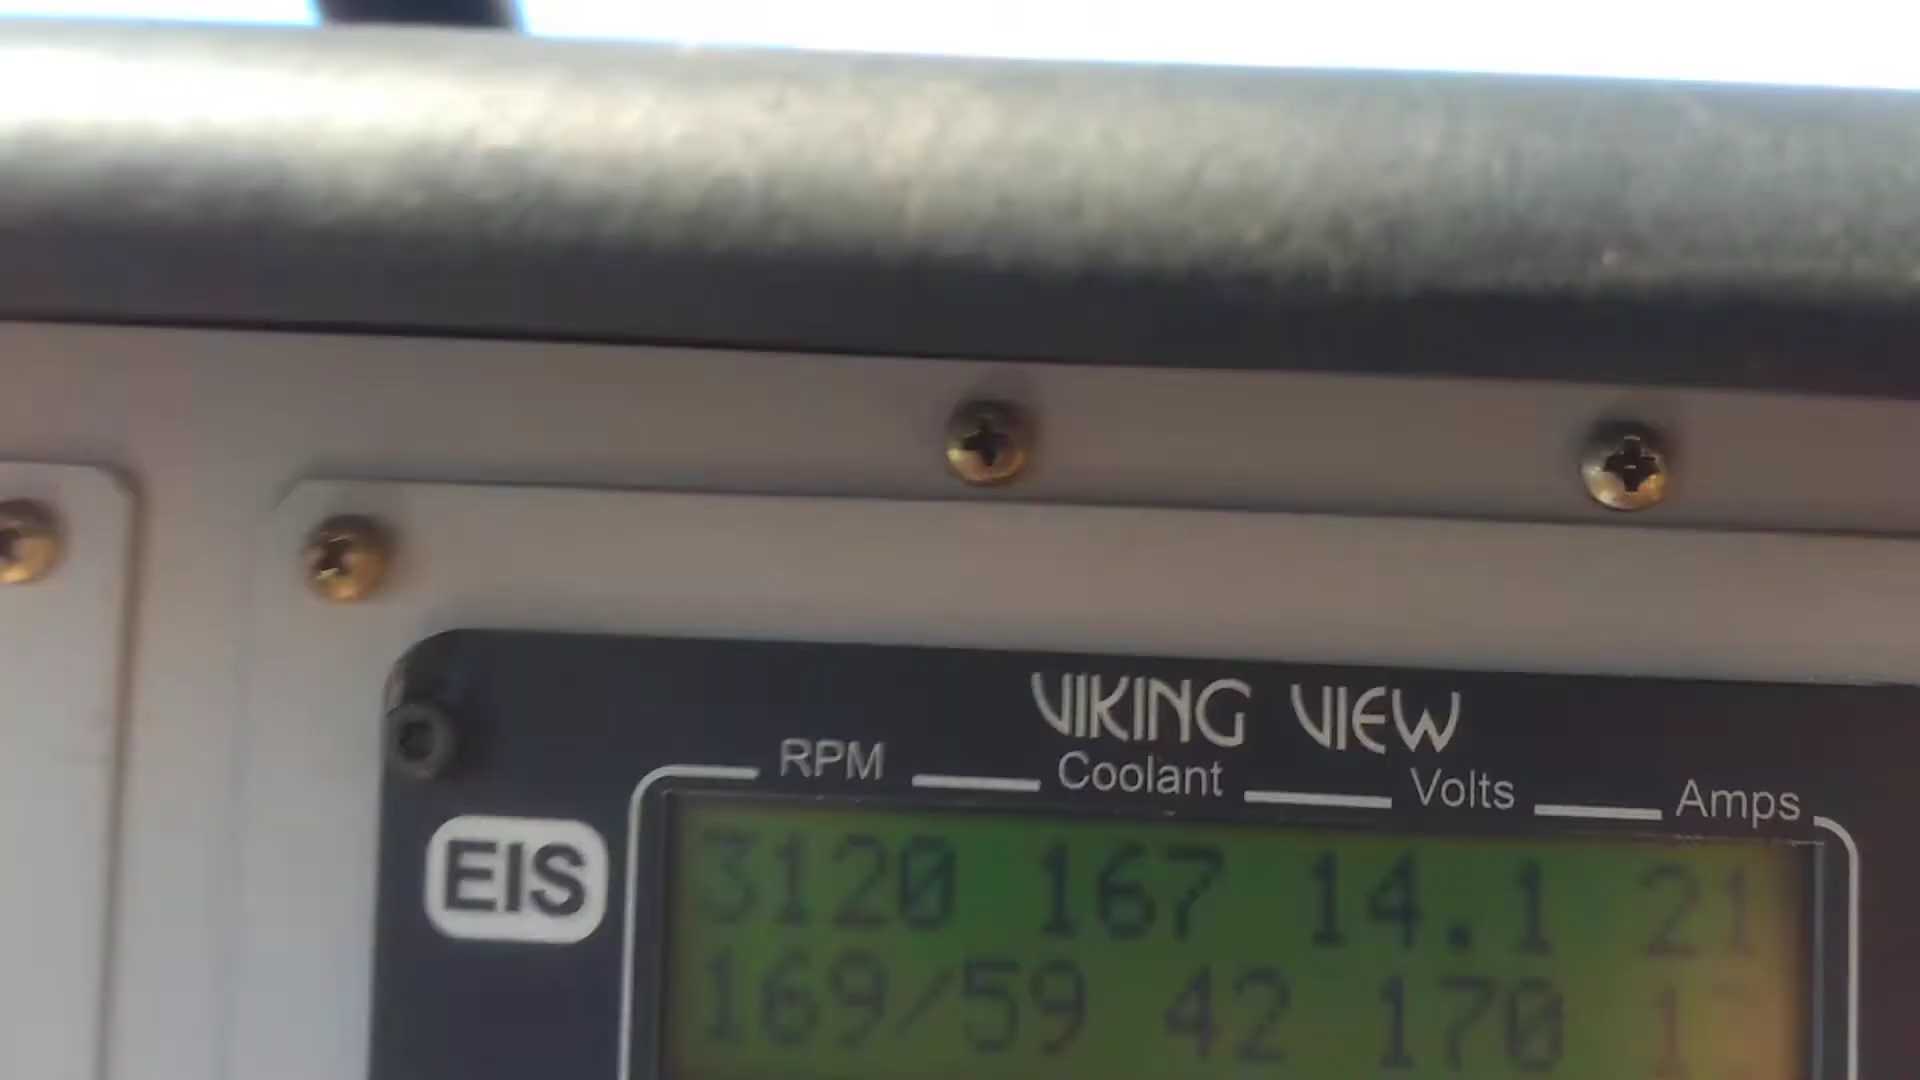 VIKING VIEW
RPM Coolant Volts Amps
EIS
3120 167 14.1 21
169/59 42 170